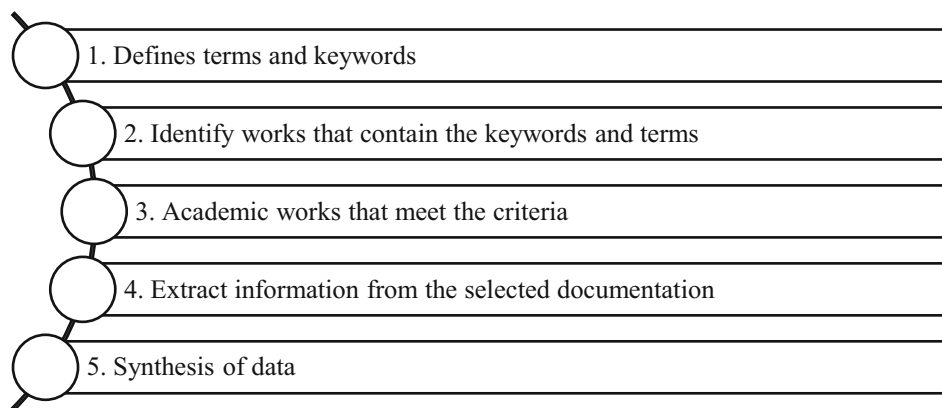 1. Defines terms and keywords
2. Identify works that contain the keywords and terms
3. Academic works that meet the criteria
4. Extract information from the selected documentation
5. Synthesis of data